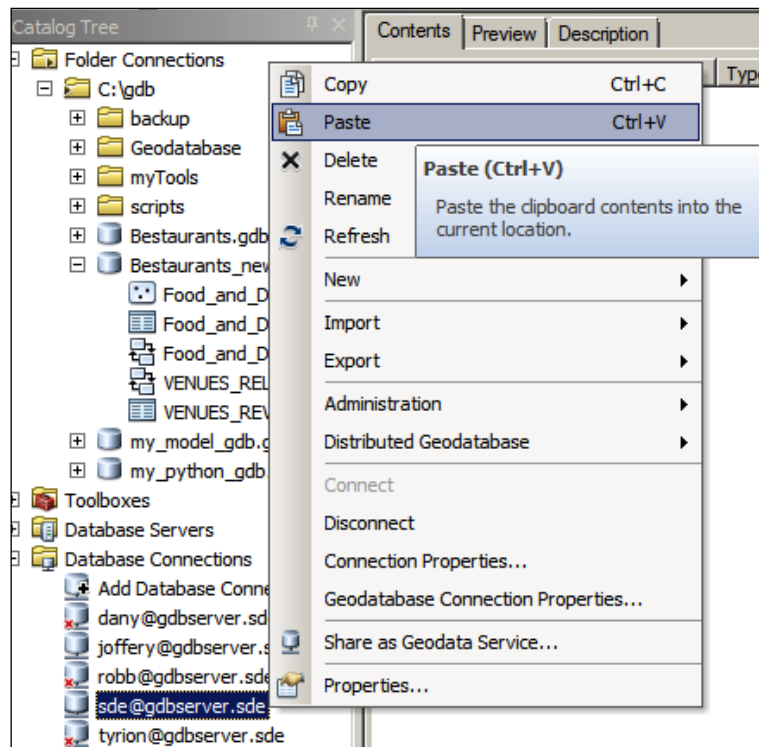 Catalog Tree
Folder Connections
C:\gdb
backup
Geodatabase
myTools
scripts
Bestaurants.gdb
Bestaurants_new
Food_and_D
Food_and_D
Food_and_D
VENUES_REL
VENUES_REV
my_model_gdb.g
my_python_gdb.
Toolboxes
Database Servers
Database Connections
Add Database Conne
dany@gdbserver.sde
joffery@gdbserver.s
robb@gdbserver.sde
sde@gdbserver.sde
tyrion@gdbserver.sde
Contents Preview Description
Type
Copy Ctrl+C
Paste Ctrl+V
Delete
Rename
Refresh
New
Import
Export
Administration
Distributed Geodatabase
Connect
Disconnect
Connection Properties...
Geodatabase Connection Properties...
Share as Geodata Service...
Properties...
Paste (Ctrl+V)
Paste the clipboard contents into the
current location.